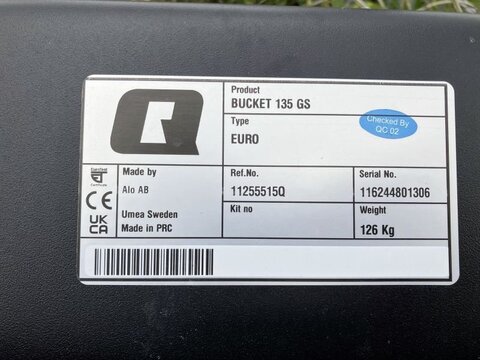 Product
BUCKET 135 GS
Type
EURO
Checked By
QC 02
Made by
Alo AB
Umea Sweden
Made in PRC
CE
UK
CA
Ref.No.
11255515Q
Serial No.
116244801306
Kit no
Weight
126 Kg